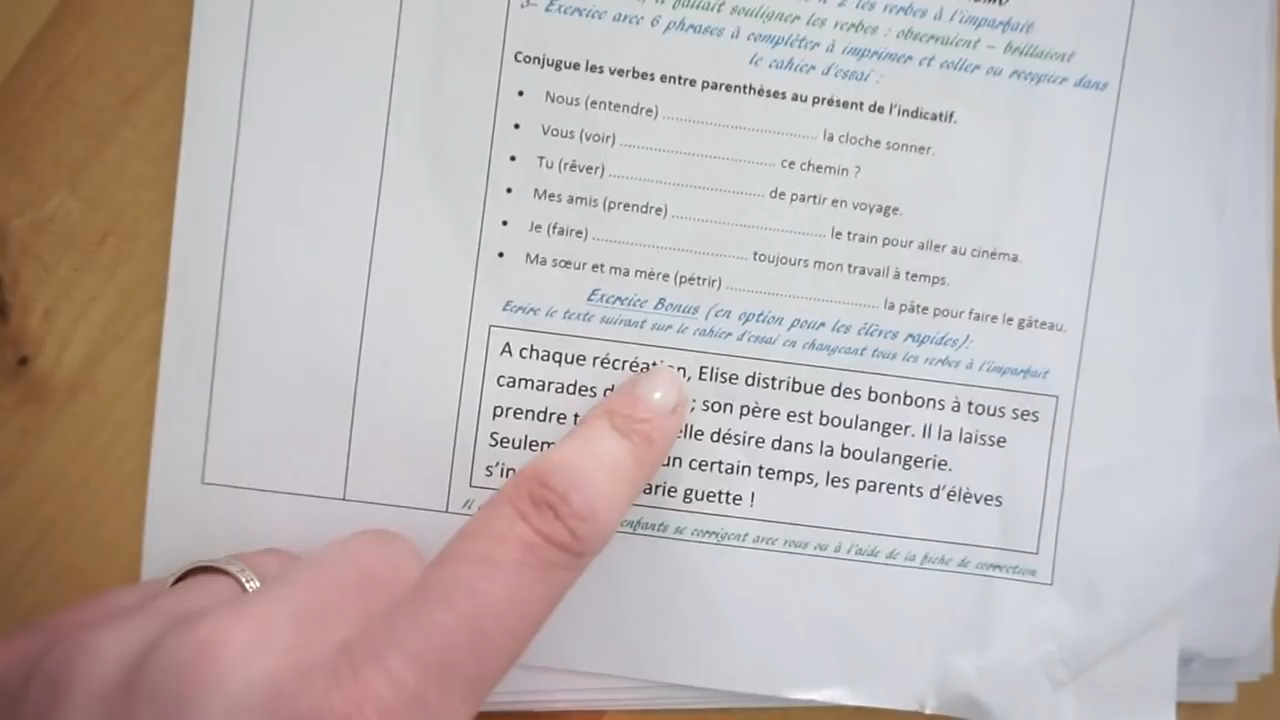 2 les verbes à l'imparfait
fallait souligner les verbes : observaient – brillaient
3- Exercice avec 6 phrases à compléter à imprimer et coller ou recopier dans
le cahier d'essai :
Conjugue les verbes entre parenthèses au présent de l'indicatif.
• Nous (entendre) ................................ la cloche sonner.
• Vous (voir) ................................ ce chemin ?
• Tu (rêver) ................................ de partir en voyage.
• Mes amis (prendre) ................................ le train pour aller au cinéma.
• Je (faire) ................................ toujours mon travail à temps.
• Ma sœur et ma mère (pétrir) ................................ la pâte pour faire le gâteau.
Exercice Bonus (en option pour les élèves rapides):
Ecrire le texte suivant sur le cahier d'essai en changeant tous les verbes à l'imparfait
A chaque récréation, Elise distribue des bonbons à tous ses
camarades ; son père est boulanger. Il la laisse
prendre elle désire dans la boulangerie.
un certain temps, les parents d'élèves
guette !
enfants se corrigent avec vous ou à l'aide de la fiche de correction